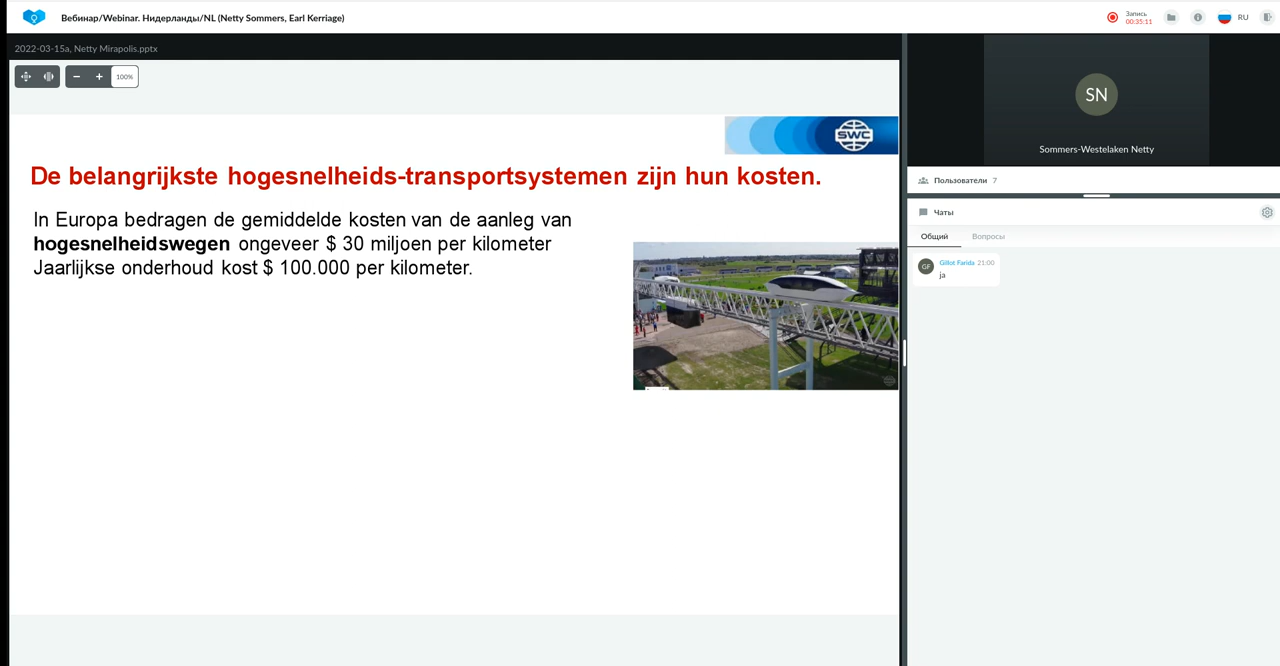 Вебинар/Webinar. Нидерланды/NL (Netty Sommers, Earl Kerriage)
Запись
00:35:11
RU
2022-03-15a, Netty Mirapolis.pptx
100%
SWC
De belangrijkste hogesnelheids-transportsystemen zijn hun kosten.
In Europa bedragen de gemiddelde kosten van de aanleg van
hogesnelheidswegen ongeveer $ 30 miljoen per kilometer
Jaarlijkse onderhoud kost $ 100.000 per kilometer.
SN
Sommers-Westelaken Netty
Пользователи 7
Чаты
Общий Вопросы
GF
Gillot Farida 21:00
ja